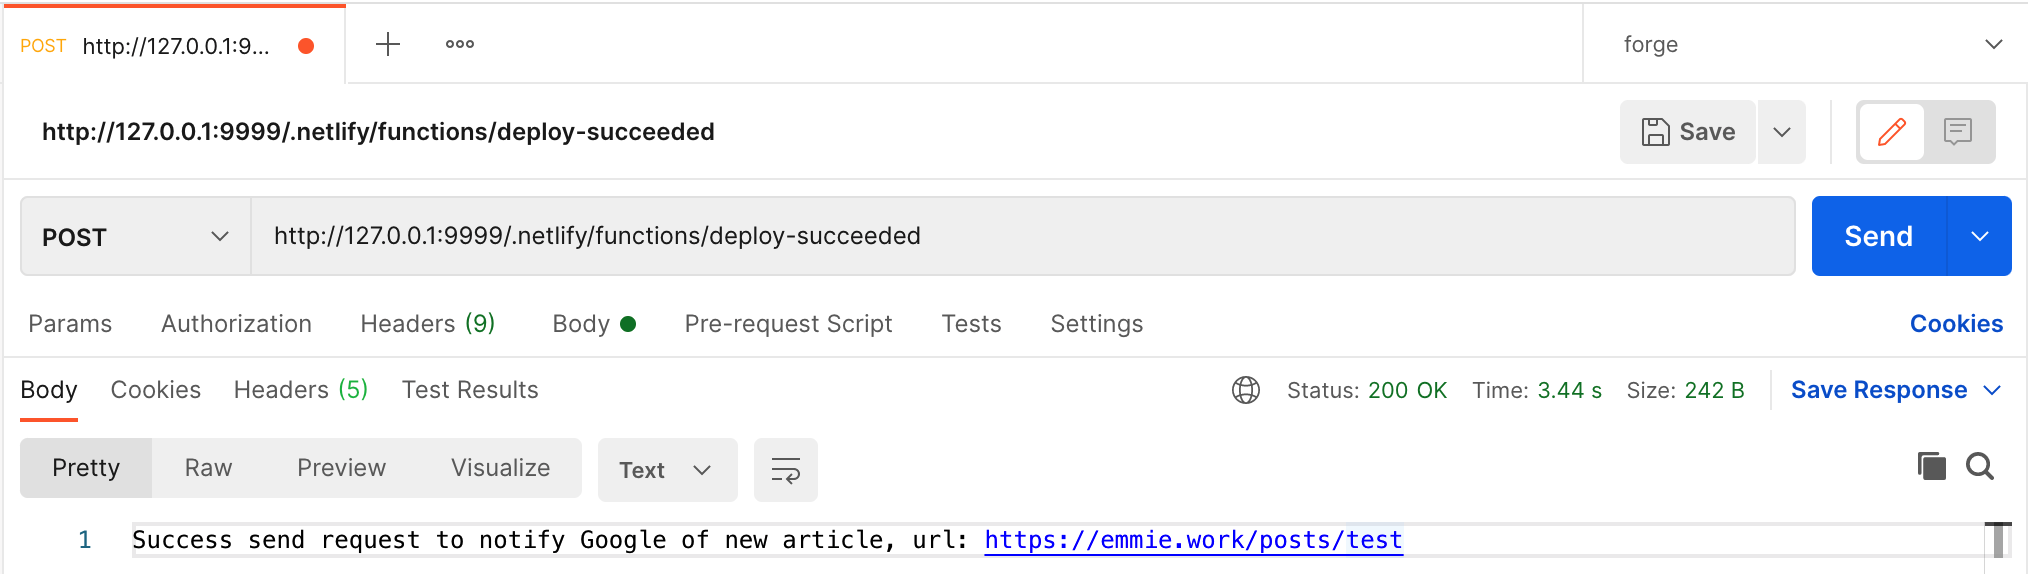 POST http://127.0.0.1:9... forge
http://127.0.0.1:9999/.netlify/functions/deploy-succeeded Save
POST http://127.0.0.1:9999/.netlify/functions/deploy-succeeded Send
Params Authorization Headers (9) Body Pre-request Script Tests Settings Cookies
Body Cookies Headers (5) Test Results Status: 200 OK Time: 3.44 s Size: 242 B Save Response
Pretty Raw Preview Visualize Text
1 Success send request to notify Google of new article, url: https://emmie.work/posts/test